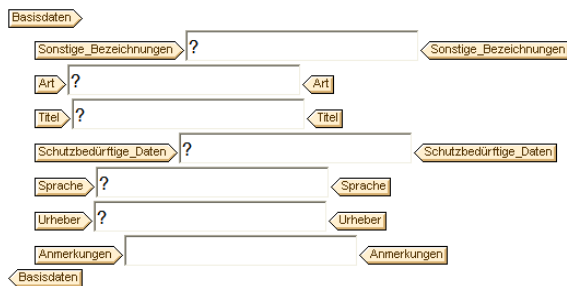 Basisdaten
Sonstige_Bezeichnungen ? Sonstige_Bezeichnungen
Art ? Art
Titel ? Titel
Schutzbedürftige_Daten ? Schutzbedürftige_Daten
Sprache ? Sprache
Urheber ? Urheber
Anmerkungen Anmerkungen
Basisdaten